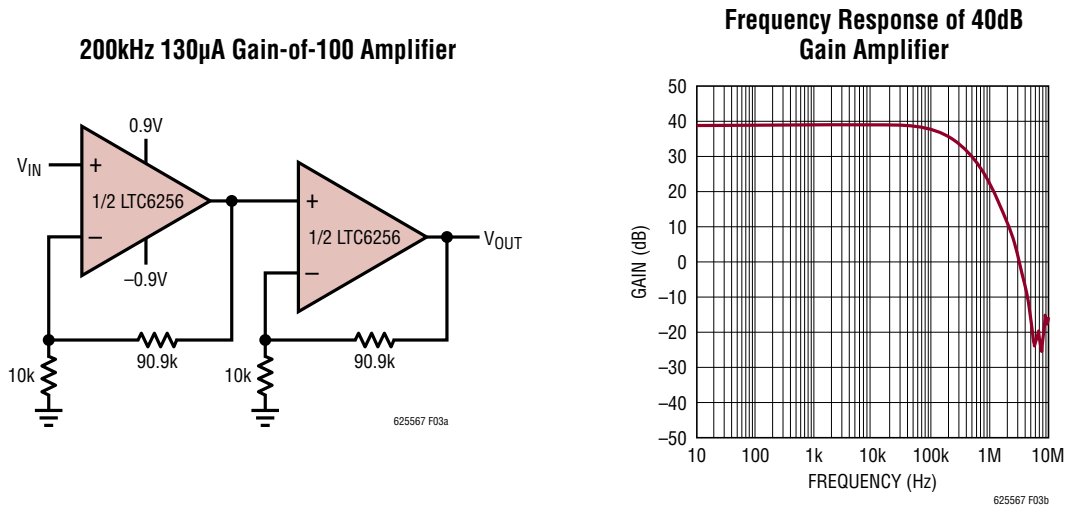 200kHz 130µA Gain-of-100 Amplifier
0.9V
VIN
+
1/2 LTC6256
–
–0.9V
+
1/2 LTC6256
–
VOUT
90.9k
10k
90.9k
10k
625567 F03a
Frequency Response of 40dB
Gain Amplifier
50
40
30
20
10
0
–10
–20
–30
–40
–50
GAIN (dB)
10
100
1k
10k
100k
1M
10M
FREQUENCY (Hz)
625567 F03b